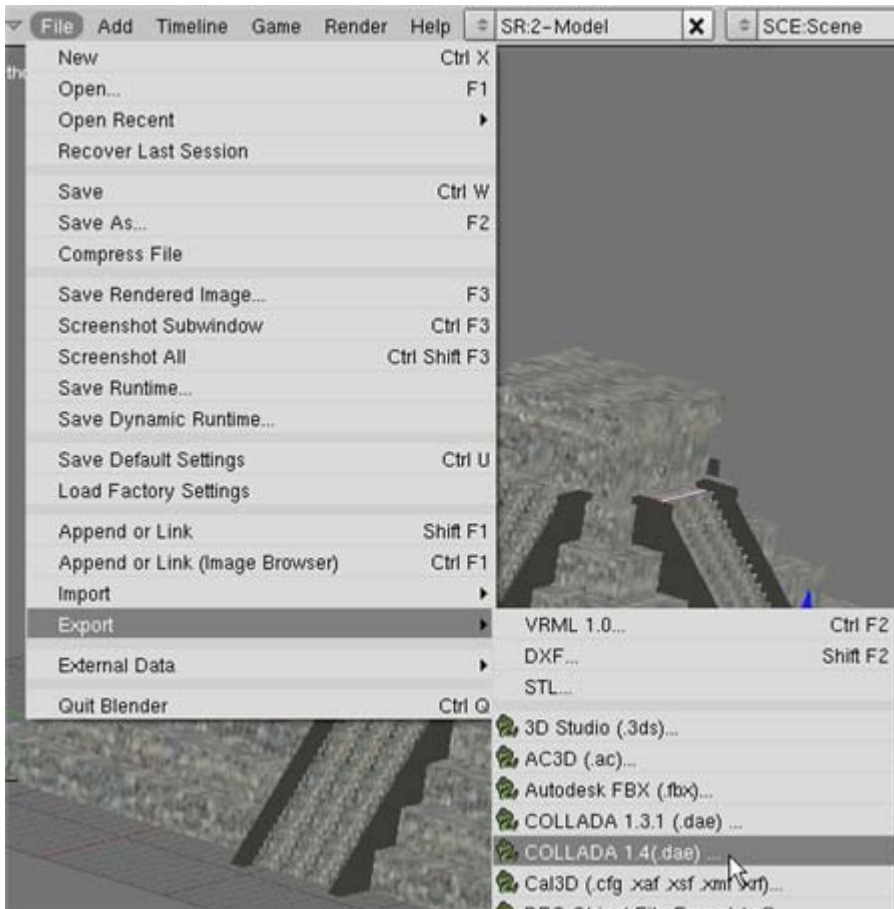 File Add Timeline Game Render Help SR:2-Model X SCE:Scene
New Ctrl X
Open... F1
Open Recent
Recover Last Session
Save Ctrl W
Save As... F2
Compress File
Save Rendered Image... F3
Screenshot Subwindow Ctrl F3
Screenshot All Ctrl Shift F3
Save Runtime...
Save Dynamic Runtime...
Save Default Settings Ctrl U
Load Factory Settings
Append or Link Shift F1
Append or Link (Image Browser) Ctrl F1
Import
Export
External Data
Quit Blender Ctrl Q
VRML 1.0... Ctrl F2
DXF... Shift F2
STL...
3D Studio (.3ds)...
AC3D (.ac)...
Autodesk FBX (.fbx)...
COLLADA 1.3.1 (.dae) ...
COLLADA 1.4(.dae) ...
Cal3D (.cfg .xaf .xsf .xmf .xrf)...